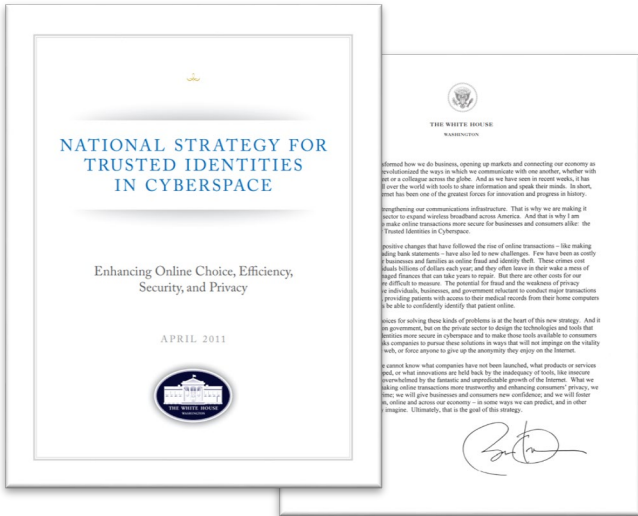 NATIONAL STRATEGY FOR
TRUSTED IDENTITIES
IN CYBERSPACE
Enhancing Online Choice, Efficiency,
Security, and Privacy
APRIL 2011
THE WHITE HOUSE
WASHINGTON
THE WHITE HOUSE
WASHINGTON
sformed how we do business, opening up markets and connecting our economy as
revolutionized the ways in which we communicate with one another, whether with
or a colleague across the globe. And as we have seen in recent weeks, it has
over the world with tools to share information and speak their minds. In short,
rnet has been one of the greatest forces for innovation and progress in history.
rengthening our communications infrastructure. That is why we are making it
sector to expand wireless broadband across America. And that is why I am
o make online transactions more secure for businesses and consumers alike: the
Trusted Identities in Cyberspace.
positive changes that have followed the rise of online transactions – like making
ading bank statements – have also led to new challenges. Few have been as costly
businesses and families as online fraud and identity theft. These crimes cost
iduals billions of dollars each year; and they often leave in their wake a mess of
aged finances that can take years to repair. But there are other costs for our
re difficult to measure. The potential for fraud and the weakness of privacy
e individuals, business, and government reluctant to conduct major transactions
providing patients with access to their medical records from their home computers
be able to confidently identify that patient online.
oices for solving these kinds of problems is at the heart of this new strategy. And it
on government, but on the private sector to design the technologies and tools that
dentities more secure in cyberspace and to make those tools available to consumers
sks companies to pursue these solutions in ways that will not impinge on the vitality
web, or force anyone to give up the anonymity they enjoy on the Internet.
e cannot know what companies have not been launched, what products or services
ped, or what innovations are held back by the inadequacy of tools, like insecure
overwhelmed by the fantastic and unpredictable growth of the Internet. What we
aking online transactions more trustworthy and enhancing consumers' privacy, we
ime; we will give businesses and consumers new confidence; and we will foster
n, online and across our economy – in some ways we can predict, and in other
imagine. Ultimately, that is the goal of this strategy.